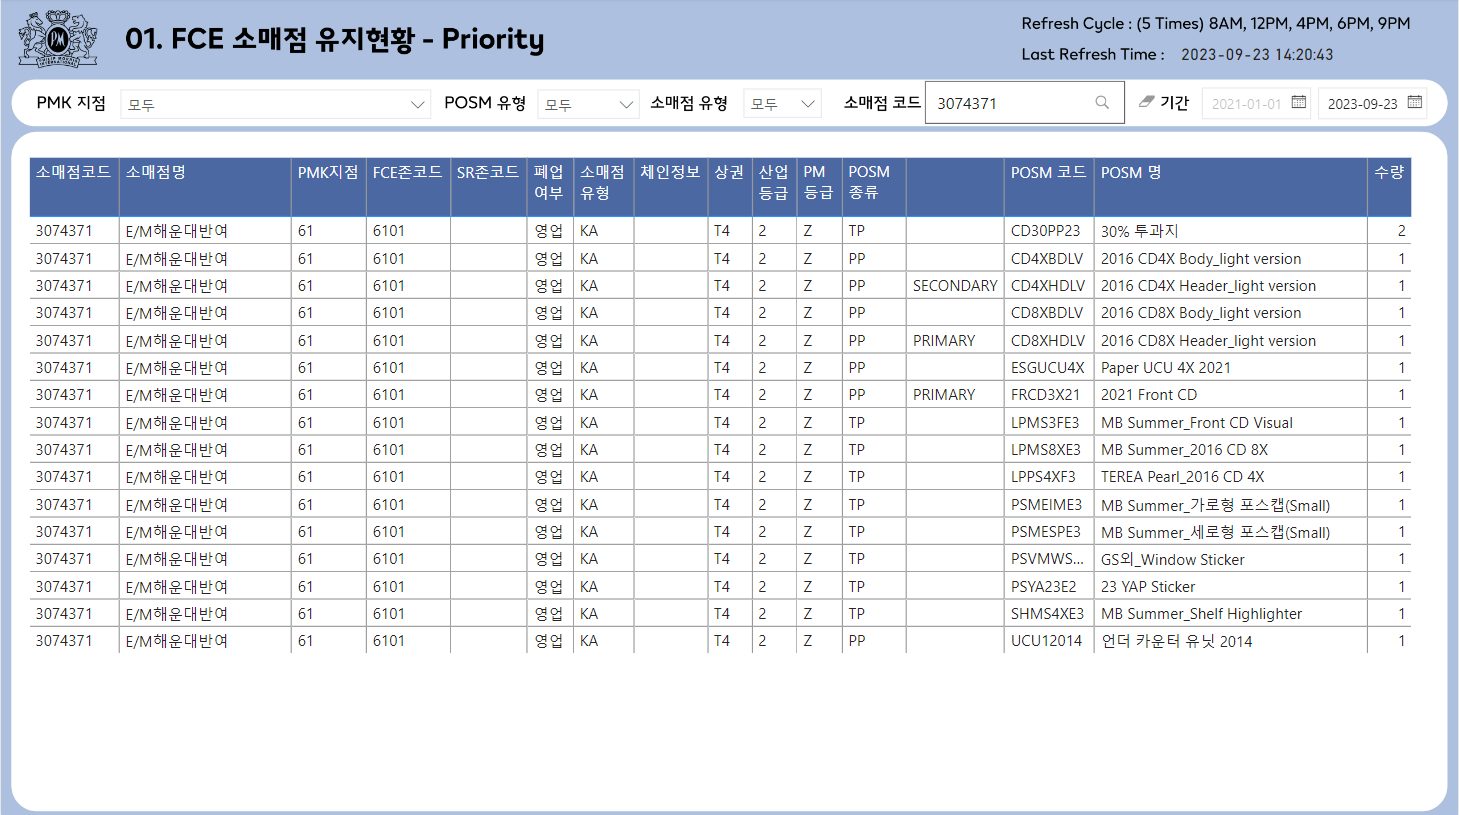 01. FCE 소매점 유지현황 - Priority
Refresh Cycle : (5 Times) 8AM, 12PM, 4PM, 6PM, 9PM
Last Refresh Time : 2023-09-23 14:20:43
PMK 지점 모두 POSM 유형 모두 소매점 유형 모두 소매점 코드 3074371 기간 2021-01-01 2023-09-23
소매점코드 소매점명 PMK지점 FCE존코드 SR존코드 폐업여부 소매점유형 체인정보 상권 산업등급 PM등급 POSM종류 POSM 코드 POSM 명 수량
3074371 E/M해운대반여 61 6101 영업 KA T4 2 Z TP CD30PP23 30% 투과지 2
3074371 E/M해운대반여 61 6101 영업 KA T4 2 Z PP CD4XBDLV 2016 CD4X Body_light version 1
3074371 E/M해운대반여 61 6101 영업 KA T4 2 Z PP SECONDARY CD4XHDLV 2016 CD4X Header_light version 1
3074371 E/M해운대반여 61 6101 영업 KA T4 2 Z PP CD8XBDLV 2016 CD8X Body_light version 1
3074371 E/M해운대반여 61 6101 영업 KA T4 2 Z PP PRIMARY CD8XHDLV 2016 CD8X Header_light version 1
3074371 E/M해운대반여 61 6101 영업 KA T4 2 Z PP ESGUCU4X Paper UCU 4X 2021 1
3074371 E/M해운대반여 61 6101 영업 KA T4 2 Z PP PRIMARY FRCD3X21 2021 Front CD 1
3074371 E/M해운대반여 61 6101 영업 KA T4 2 Z TP LPMS3FE3 MB Summer_Front CD Visual 1
3074371 E/M해운대반여 61 6101 영업 KA T4 2 Z TP LPMS8XE3 MB Summer_2016 CD 8X 1
3074371 E/M해운대반여 61 6101 영업 KA T4 2 Z TP LPPS4XF3 TEREA Pearl_2016 CD 4X 1
3074371 E/M해운대반여 61 6101 영업 KA T4 2 Z TP PSMEIME3 MB Summer_가로형 포스캡(Small) 1
3074371 E/M해운대반여 61 6101 영업 KA T4 2 Z TP PSMESPE3 MB Summer_세로형 포스캡(Small) 1
3074371 E/M해운대반여 61 6101 영업 KA T4 2 Z TP PSVMWS... GS외_Window Sticker 1
3074371 E/M해운대반여 61 6101 영업 KA T4 2 Z TP PSYA23E2 23 YAP Sticker 1
3074371 E/M해운대반여 61 6101 영업 KA T4 2 Z TP SHMS4XE3 MB Summer_Shelf Highlighter 1
3074371 E/M해운대반여 61 6101 영업 KA T4 2 Z PP UCU12014 언더 카운터 유닛 2014 1